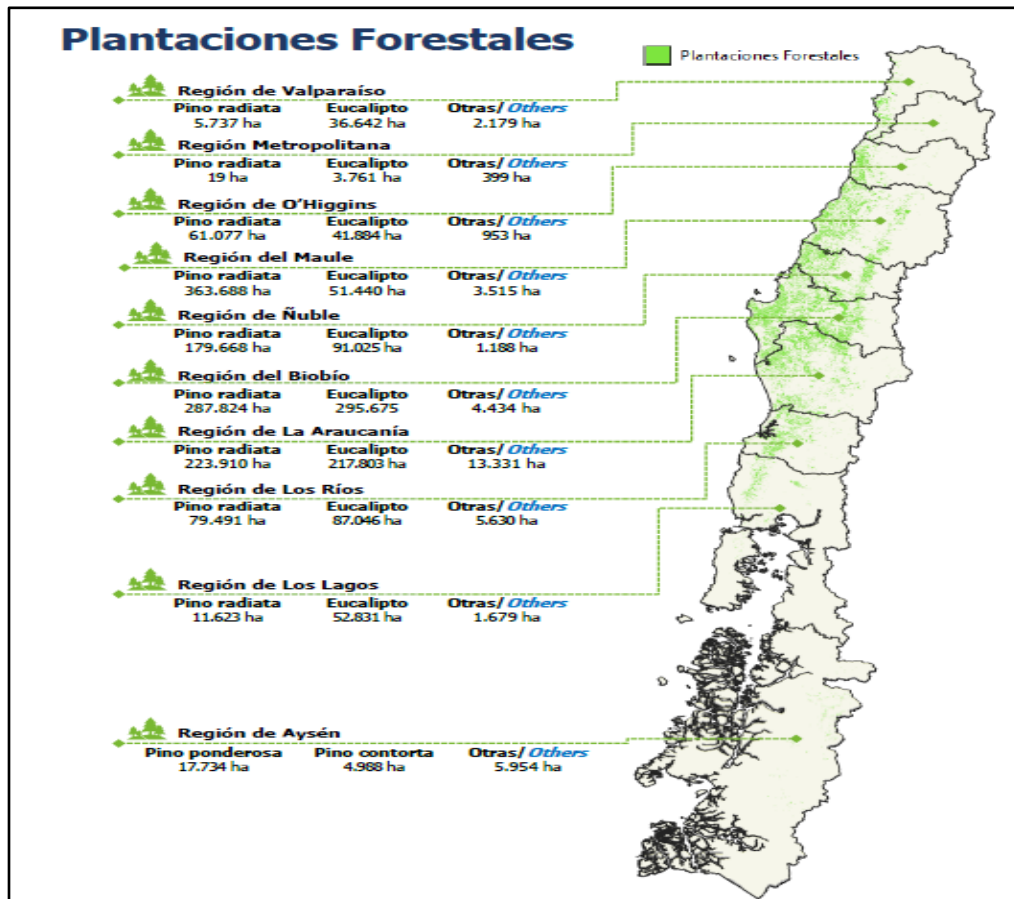 Plantaciones Forestales
Plantaciones Forestales
Región de Valparaíso
Pino radiata Eucalipto Otras/ Others
5.737 ha 36.642 ha 2.179 ha
Región Metropolitana
Pino radiata Eucalipto Otras/ Others
19 ha 3.761 ha 399 ha
Región de O'Higgins
Pino radiata Eucalipto Otras/ Others
61.077 ha 41.884 ha 953 ha
Región del Maule
Pino radiata Eucalipto Otras/ Others
363.688 ha 51.440 ha 3.515 ha
Región de Ñuble
Pino radiata Eucalipto Otras/ Others
179.668 ha 91.025 ha 1.188 ha
Región del Biobío
Pino radiata Eucalipto Otras/ Others
287.824 ha 295.675 4.434 ha
Región de La Araucanía
Pino radiata Eucalipto Otras/ Others
223.910 ha 217.803 ha 13.331 ha
Región de Los Ríos
Pino radiata Eucalipto Otras/ Others
79.491 ha 87.046 ha 5.630 ha
Región de Los Lagos
Pino radiata Eucalipto Otras/ Others
11.623 ha 52.831 ha 1.679 ha
Región de Aysén
Pino ponderosa Pino contorta Otras/ Others
17.734 ha 4.988 ha 5.954 ha